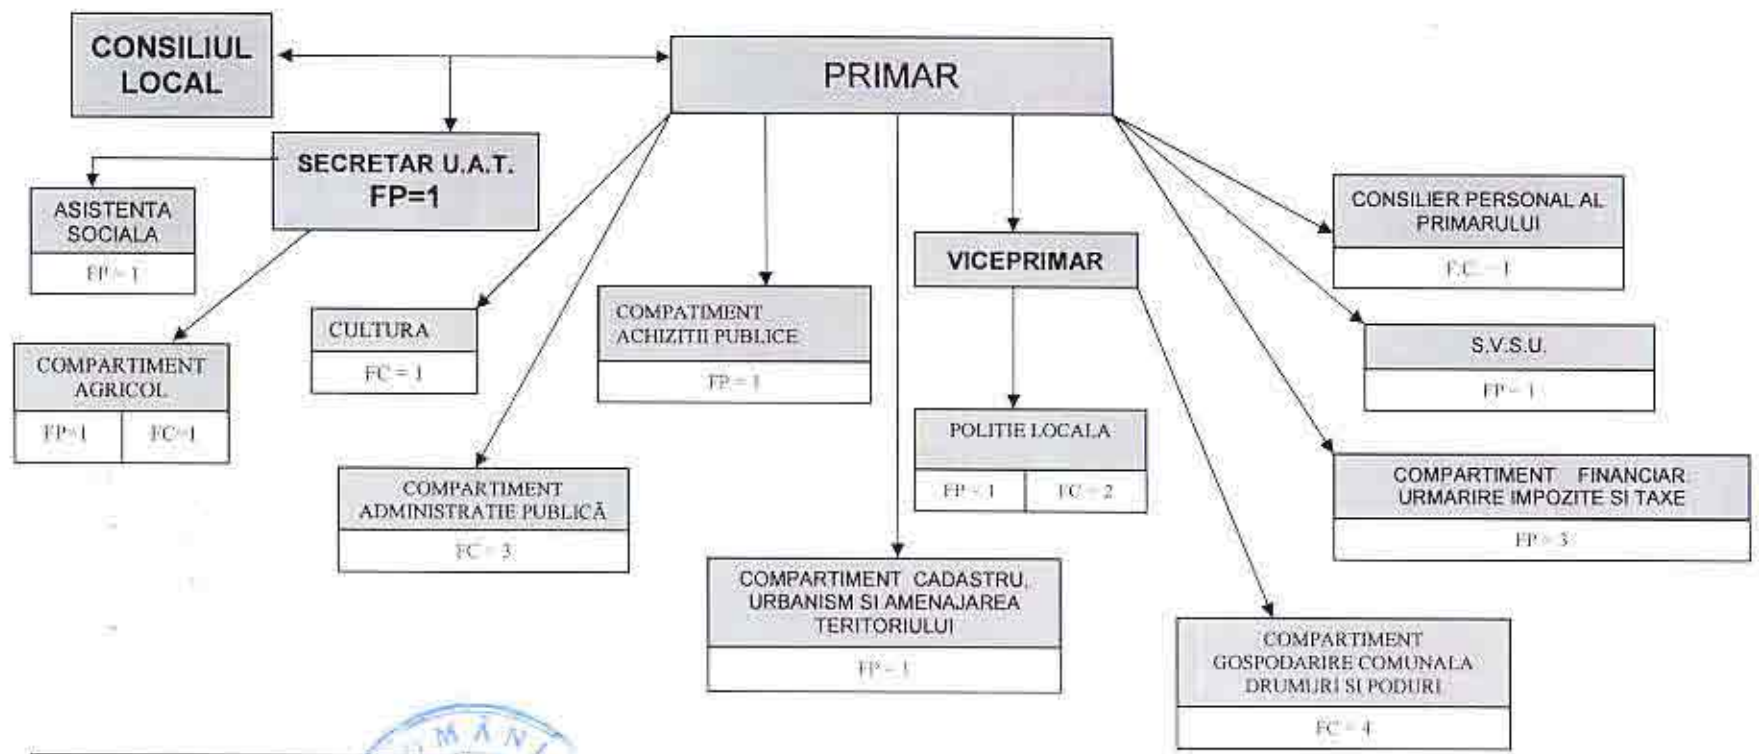 CONSILIUL
LOCAL
PRIMAR
SECRETAR U.A.T.
FP=1
ASISTENTA
SOCIALA
FP = 1
COMPARTIMENT
AGRICOL
FP=1 FC=1
CULTURA
FC = 1
COMPARTIMENT
ADMINISTRATIE PUBLICĂ
FC = 3
COMPATIMENT
ACHIZITII PUBLICE
FP = 1
COMPARTIMENT CADASTRU,
URBANISM SI AMENAJAREA
TERITORIULUI
FP = 1
VICEPRIMAR
POLITIE LOCALA
FP = 1 FC = 2
COMPARTIMENT
GOSPODARIRE COMUNALA
DRUMURI SI PODURI
FC = 4
CONSILIER PERSONAL AL
PRIMARULUI
F.C. = 1
S.V.S.U.
FP = 1
COMPARTIMENT FINANCIAR
URMARIRE IMPOZITE SI TAXE
FP = 3